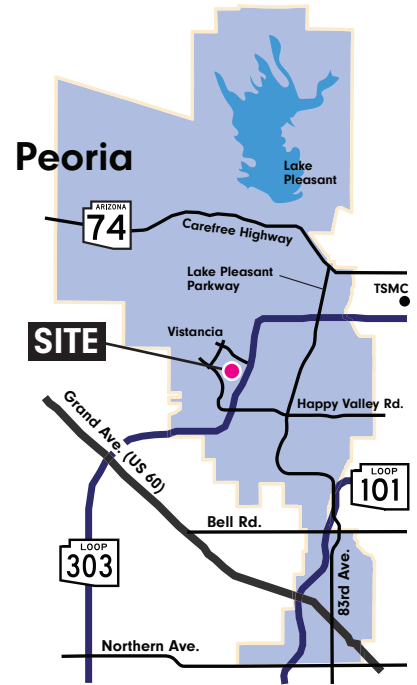 Peoria
Lake
Pleasant
ARIZONA
74
Carefree Highway
Lake Pleasant
Parkway
TSMC
Vistancia
SITE
Happy Valley Rd.
Grand Ave. (US 60)
LOOP
101
Bell Rd.
LOOP
303
83rd Ave.
Northern Ave.